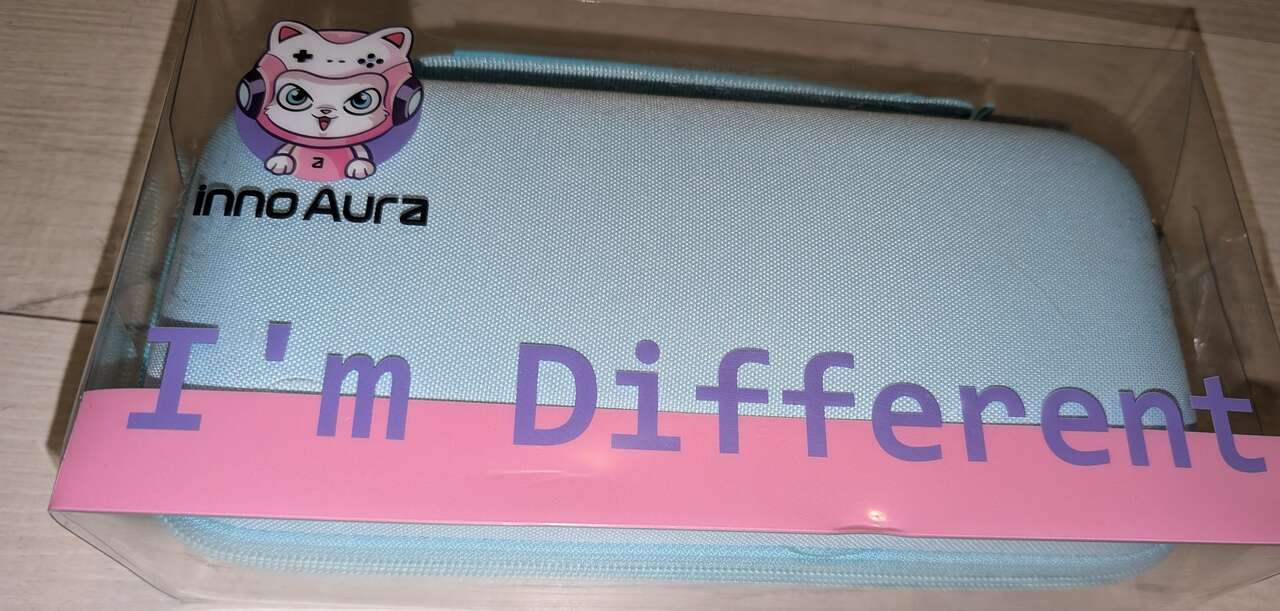 a
inno Aura
I'm Different